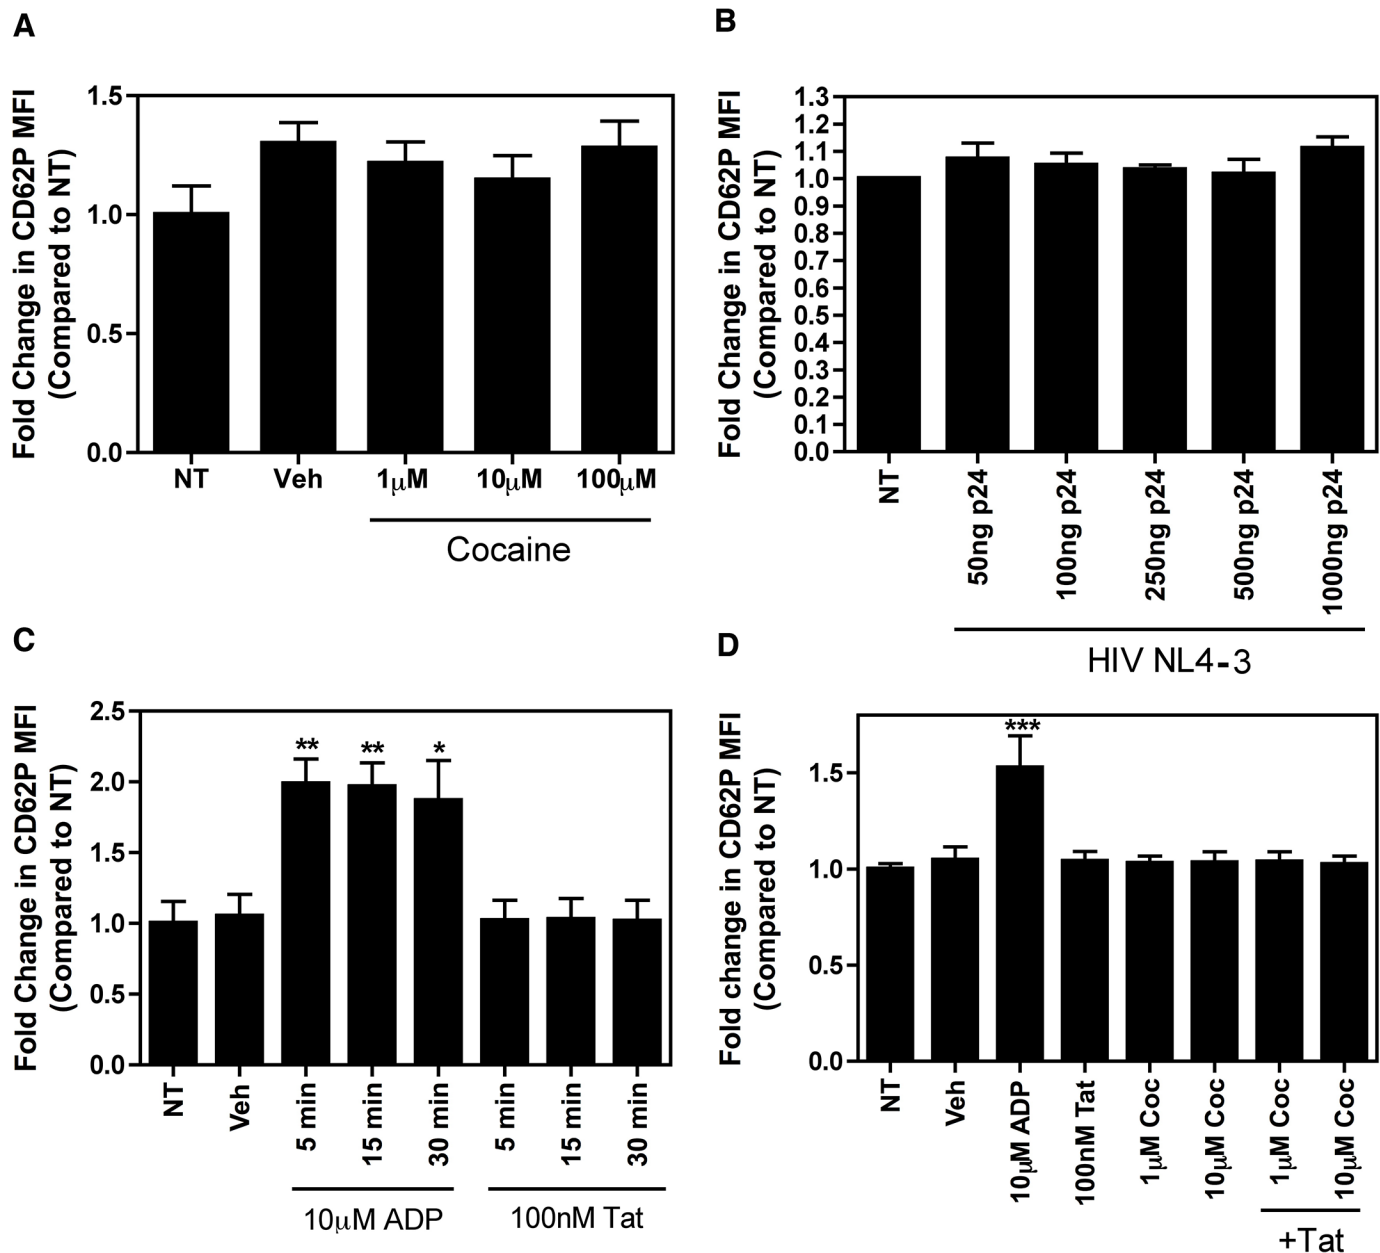 A
Fold Change in CD62P MFI
(Compared to NT)
1.5
1.0
0.5
0.0
NT Veh 1μM 10μM 100μM
Cocaine
B
Fold Change in CD62P MFI
(Compared to NT)
1.3
1.2
1.1
1.0
0.9
0.8
0.7
0.6
0.5
0.4
0.3
0.2
0.1
0.0
NT
50ng p24
100ng p24
250ng p24
500ng p24
1000ng p24
HIV NL4-3
C
Fold Change in CD62P MFI
(Compared to NT)
2.5
2.0
1.5
1.0
0.5
0.0
** ** *
NT
Veh
5 min
15 min
30 min
5 min
15 min
30 min
10μM ADP 100nM Tat
D
Fold change in CD62P MFI
(Compared to NT)
1.5
1.0
0.5
0.0
***
NT
Veh
10μM ADP
100nM Tat
1μM Coc
10μM Coc
1μM Coc
10μM Coc
+Tat